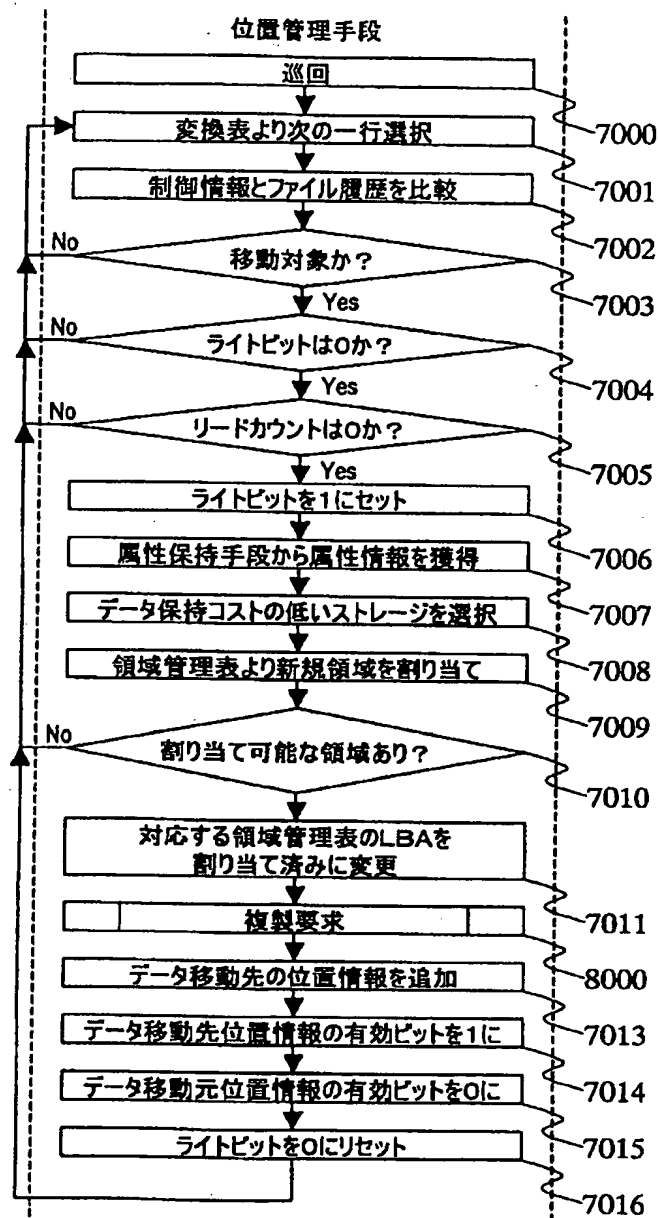 位置管理手段
巡回
7000
変換表より次の一行選択
7001
制御情報とファイル履歴を比較
7002
No
移動対象か？
7003
Yes
No
ライトビットは0か？
7004
Yes
No
リードカウントは0か？
7005
Yes
ライトビットを1にセット
7006
属性保持手段から属性情報を獲得
7007
データ保持コストの低いストレージを選択
7008
領域管理表より新規領域を割り当て
7009
No
割り当て可能な領域あり？
7010
対応する領域管理表のLBAを
割り当て済みに変更
7011
複製要求
8000
データ移動先の位置情報を追加
7013
データ移動先位置情報の有効ビットを1に
7014
データ移動元位置情報の有効ビットを0に
7015
ライトビットを0にリセット
7016